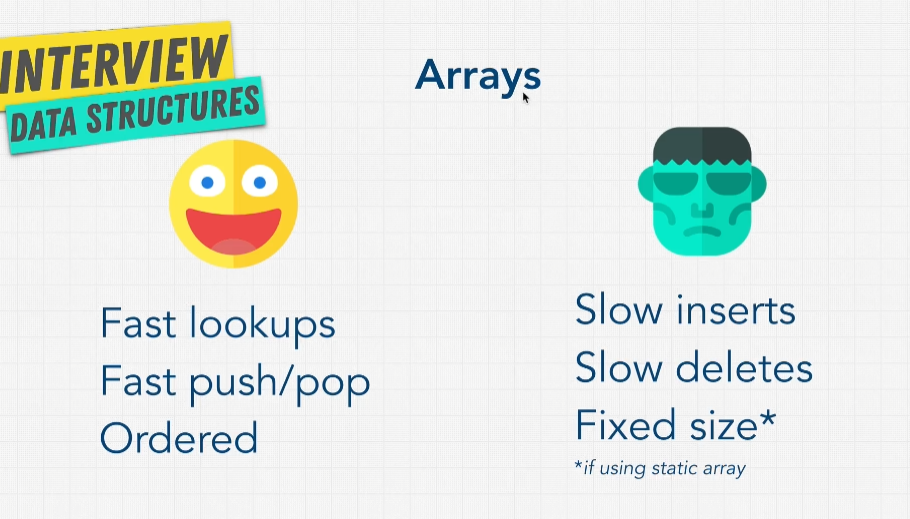 INTERVIEW
DATA STRUCTURES
Arrays
Fast lookups
Fast push/pop
Ordered
Slow inserts
Slow deletes
Fixed size*
*if using static array